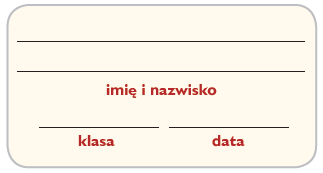 imię i nazwisko
klasa data